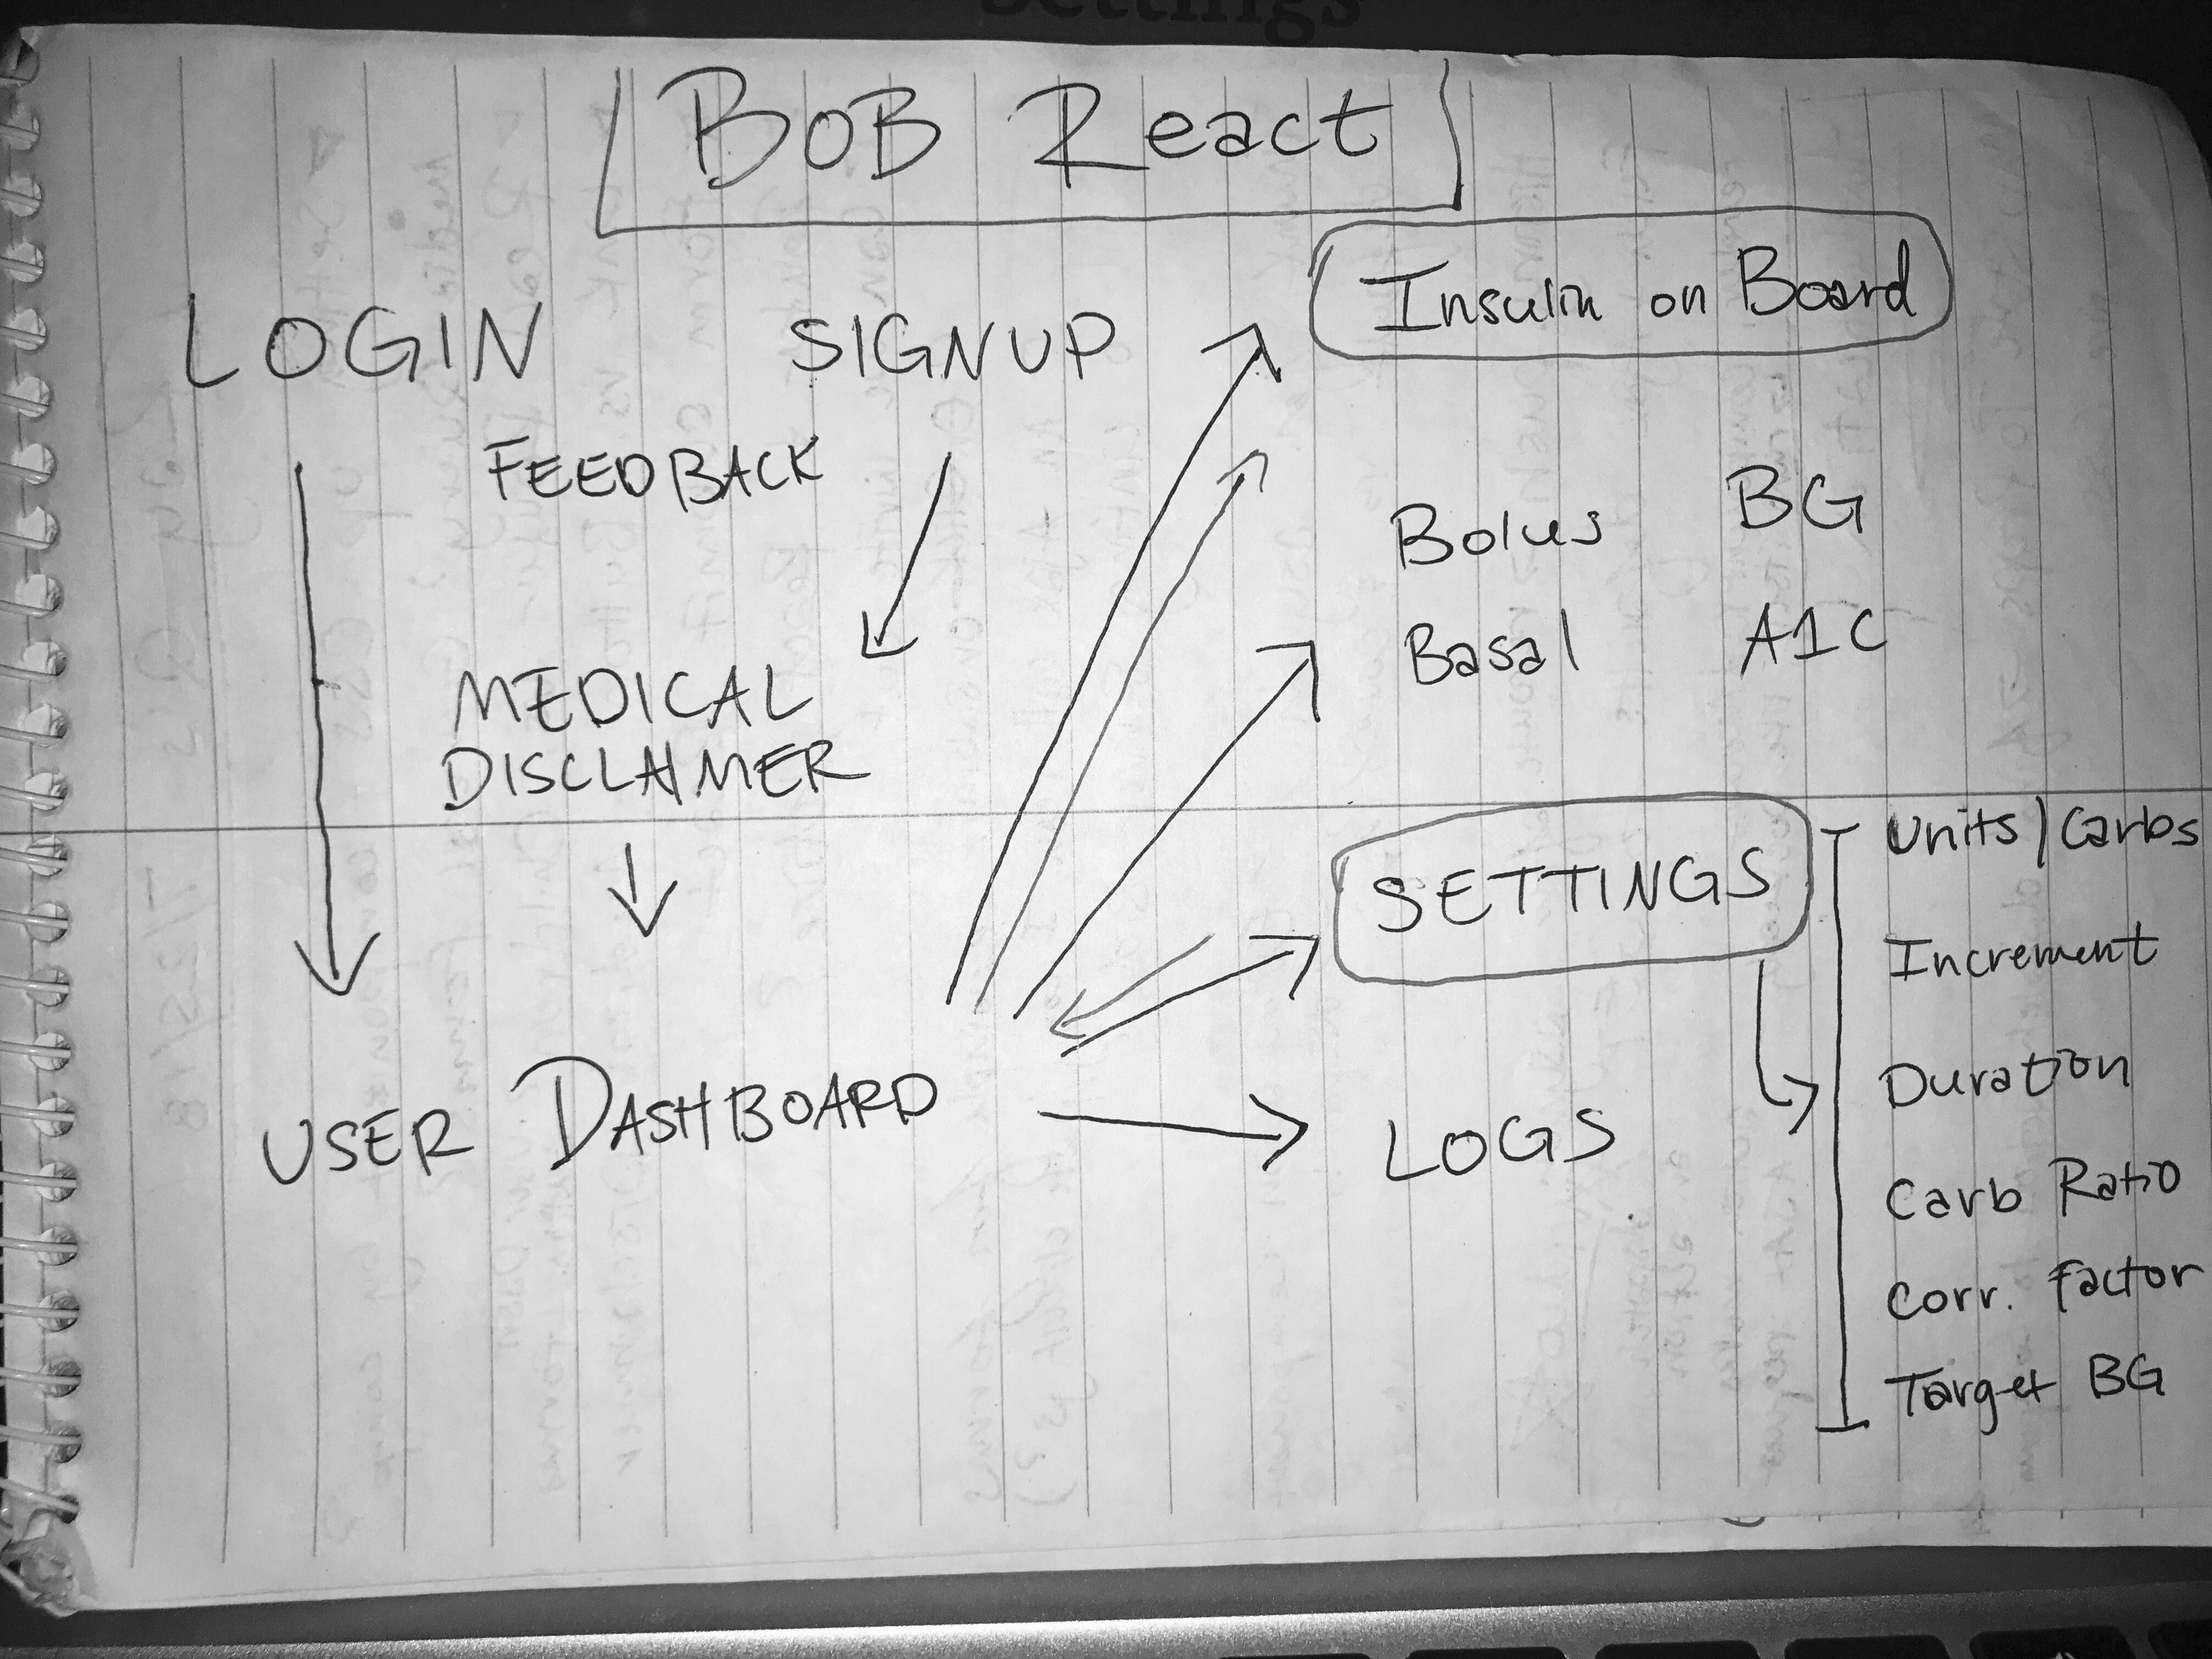 Settings
BOB React
Insulin on Board
LOGIN SIGNUP
FEEDBACK
Bolus BG
Basal A1C
MEDICAL
DISCLAIMER
SETTINGS
Units/Carbs
Increment
Duration
Carb Ratio
Corr. Factor
Target BG
USER DASHBOARD
LOGS